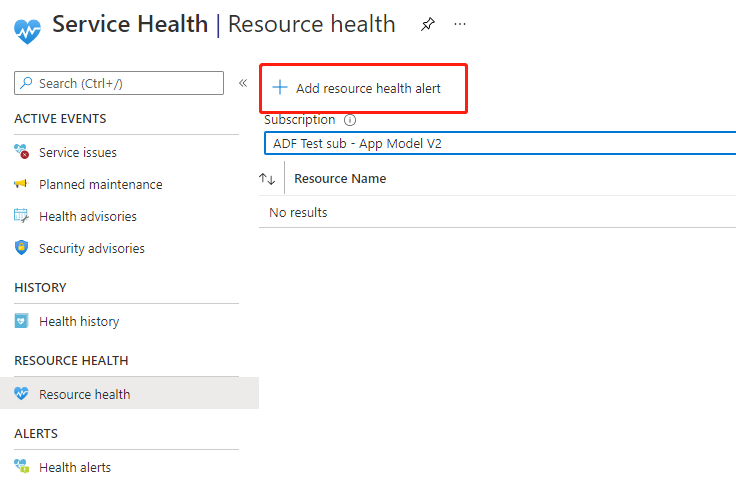 Service Health | Resource health ...
Search (Ctrl+/) «
ACTIVE EVENTS
Service issues
Planned maintenance
Health advisories
Security advisories
HISTORY
Health history
RESOURCE HEALTH
Resource health
ALERTS
Health alerts
+ Add resource health alert
Subscription
ADF Test sub - App Model V2
Resource Name
No results